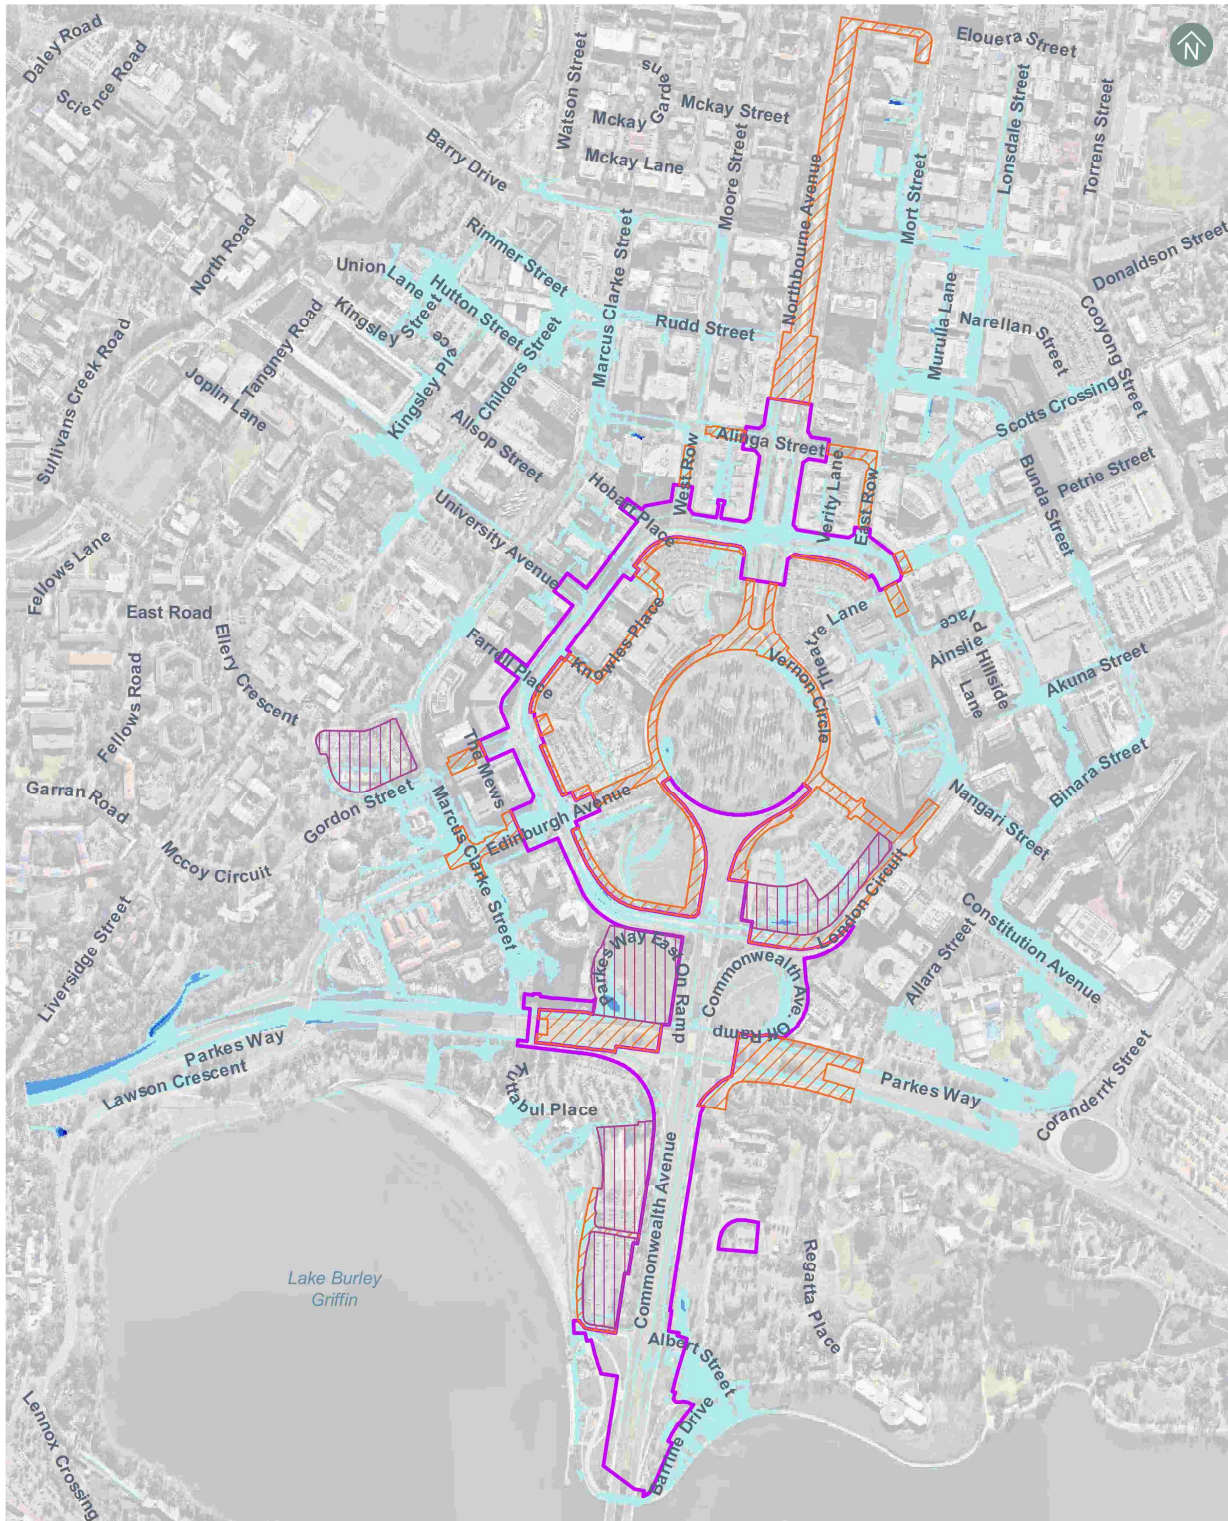 Daley Road
Science Road
Elouera Street
N
Watson Street
Mckay Gardens
Mckay Street
Mckay Lane
Moore Street
Lonsdale Street
Torrens Street
Barry Drive
Northbourne Avenue
Mort Street
North Road
Rimmer Street
Donaldson Street
Union Lane
Hutton Street
Kingsley Street
Marcus Clarke Street
Rudd Street
Murulla Lane
Narellan Street
Cooyong Street
Sullivans Creek Road
Tangney Road
Joplin Lane
Kingsley Place
Childers Street
Allsop Street
Scotts Crossing
Alinga Street
West Row
Verity Lane
East Row
Bunda Street
Petrie Street
Hobart Place
University Avenue
Fellows Lane
East Road
Ellery Crescent
Farrell Place
Knowles Place
Theatre Lane
Ainslie Place
Hillside Lane
Akuna Street
Vernon Circle
Fellows Road
The Mews
Binara Street
Garran Road
Gordon Street
Marcus Clarke Street
Edinburgh Avenue
Nangari Street
Mccoy Circuit
London Circuit
Constitution Avenue
Liversidge Street
Parkes Way East On Ramp
Commonwealth Ave. Off Ramp
Allara Street
Parkes Way
Lawson Crescent
Kuttabul Place
Parkes Way
Coranderrk Street
Commonwealth Avenue
Regatta Place
Lake Burley
Griffin
Albert Street
Barrine Drive
Lennox Crossing